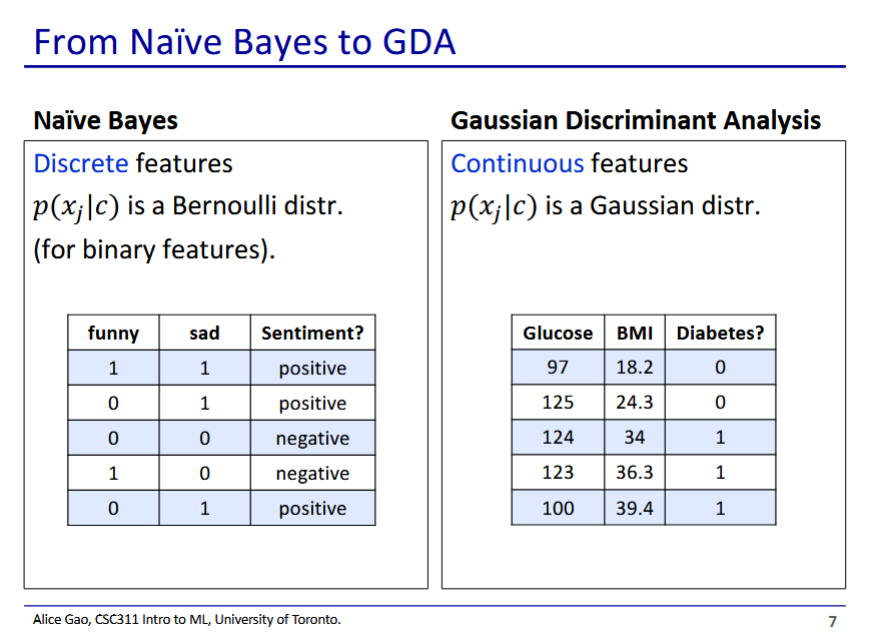 From Naïve Bayes to GDA
Naïve Bayes
Discrete features
p(x_j|c) is a Bernoulli distr.
(for binary features).
funny sad Sentiment?
1 1 positive
0 1 positive
0 0 negative
1 0 negative
0 1 positive
Gaussian Discriminant Analysis
Continuous features
p(x_j|c) is a Gaussian distr.
Glucose BMI Diabetes?
97 18.2 0
125 24.3 0
124 34 1
123 36.3 1
100 39.4 1
Alice Gao, CSC311 Intro to ML, University of Toronto.
7